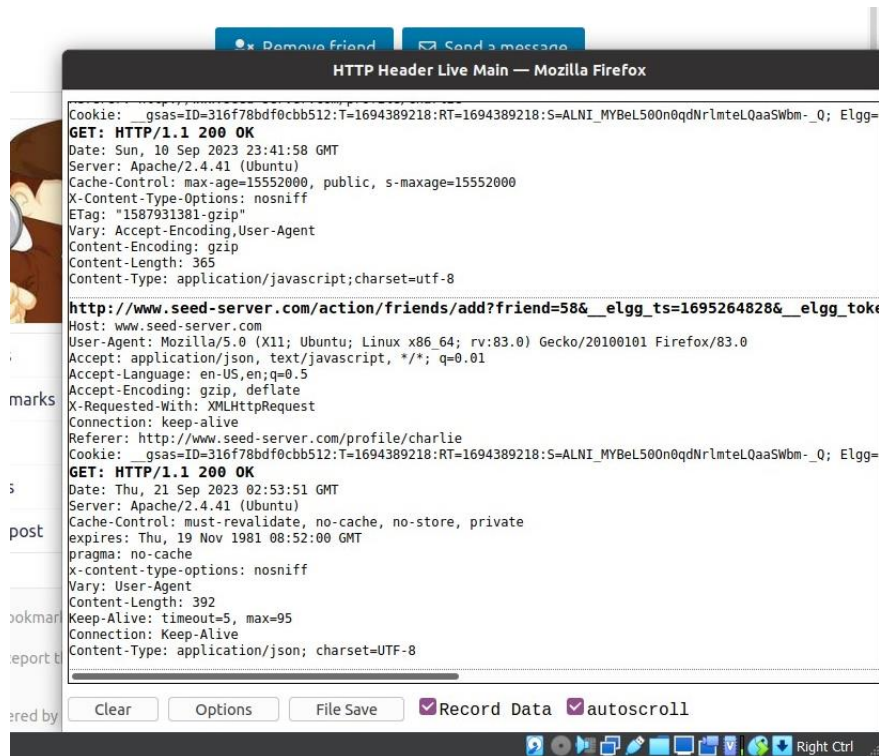 Remove friend
Send a message
HTTP Header Live Main — Mozilla Firefox
Cookie: __gsas=ID=316f78bdf0cbb512:T=1694389218:RT=1694389218:S=ALNI_MYBeL50On0qdNrlmteLQaaSWbm-_Q; Elgg=
GET: HTTP/1.1 200 OK
Date: Sun, 10 Sep 2023 23:41:58 GMT
Server: Apache/2.4.41 (Ubuntu)
Cache-Control: max-age=15552000, public, s-maxage=15552000
X-Content-Type-Options: nosniff
ETag: "1587931381-gzip"
Vary: Accept-Encoding,User-Agent
Content-Encoding: gzip
Content-Length: 365
Content-Type: application/javascript;charset=utf-8
http://www.seed-server.com/action/friends/add?friend=58&__elgg_ts=1695264828&__elgg_toke
Host: www.seed-server.com
User-Agent: Mozilla/5.0 (X11; Ubuntu; Linux x86_64; rv:83.0) Gecko/20100101 Firefox/83.0
Accept: application/json, text/javascript, */*; q=0.01
Accept-Language: en-US,en;q=0.5
Accept-Encoding: gzip, deflate
X-Requested-With: XMLHttpRequest
Connection: keep-alive
Referer: http://www.seed-server.com/profile/charlie
Cookie: __gsas=ID=316f78bdf0cbb512:T=1694389218:RT=1694389218:S=ALNI_MYBeL50On0qdNrlmteLQaaSWbm-_Q; Elgg=
GET: HTTP/1.1 200 OK
Date: Thu, 21 Sep 2023 02:53:51 GMT
Server: Apache/2.4.41 (Ubuntu)
Cache-Control: must-revalidate, no-cache, no-store, private
expires: Thu, 19 Nov 1981 08:52:00 GMT
pragma: no-cache
x-content-type-options: nosniff
Vary: User-Agent
Content-Length: 392
Keep-Alive: timeout=5, max=95
Connection: Keep-Alive
Content-Type: application/json; charset=UTF-8
marks
s
post
ookmar
eport t
ered by
Clear
Options
File Save
Record Data
autoscroll
Right Ctrl